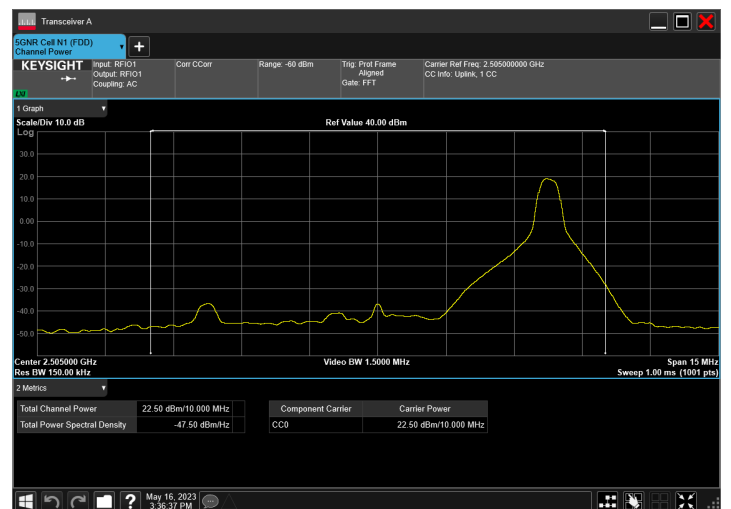 Transceiver A
5GNR Cell N1 (FDD)
Channel Power
KEYSIGHT
LXI
Input: RFIO1
Output: RFIO1
Coupling: AC
Corr CCorr
Range: -60 dBm
Trig: Prot Frame
Aligned
Gate: FFT
Carrier Ref Freq: 2.505000000 GHz
CC Info: Uplink, 1 CC
1 Graph
Scale/Div 10.0 dB
Ref Value 40.00 dBm
Log
30.0
20.0
10.0
0.00
-10.0
-20.0
-30.0
-40.0
-50.0
Center 2.505000 GHz
Video BW 1.5000 MHz
Span 15 MHz
Res BW 150.00 kHz
Sweep 1.00 ms (1001 pts)
2 Metrics
Total Channel Power 22.50 dBm/10.000 MHz
Total Power Spectral Density -47.50 dBm/Hz
Component Carrier Carrier Power
CC0 22.50 dBm/10.000 MHz
?
May 16, 2023
3:36:37 PM